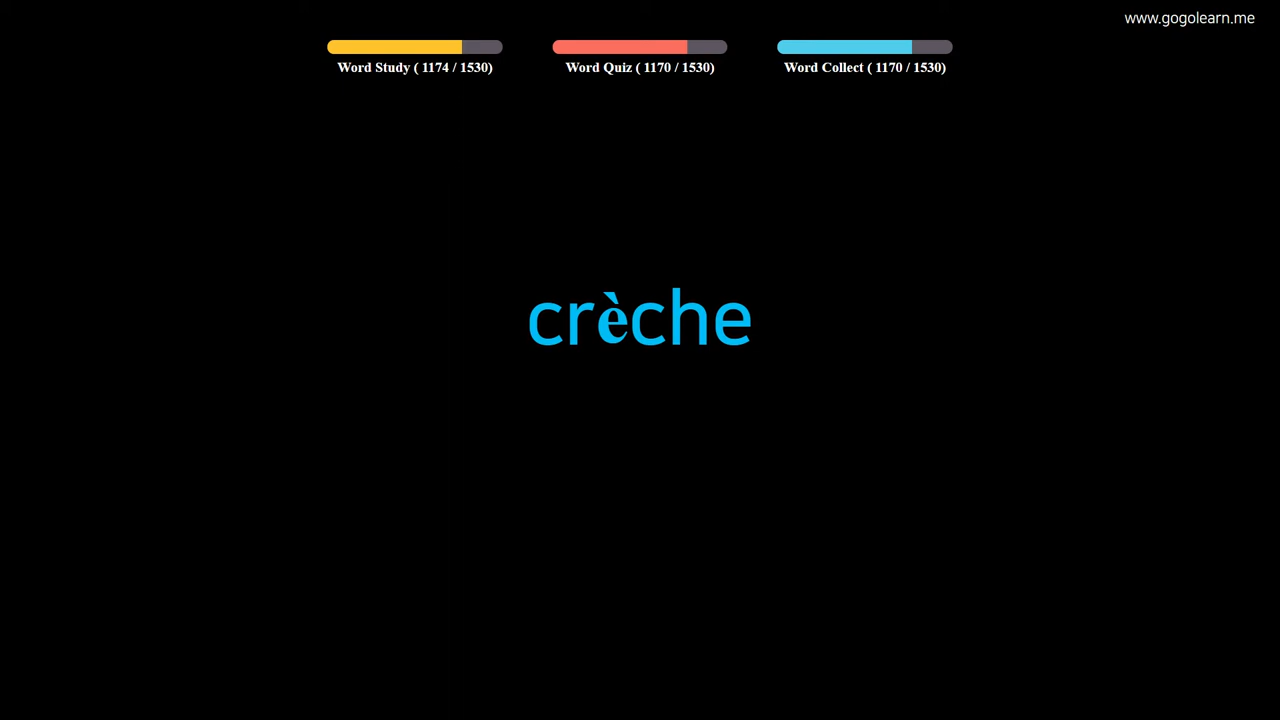 www.gogolearn.me
Word Study ( 1174 / 1530)
Word Quiz ( 1170 / 1530)
Word Collect ( 1170 / 1530)
crèche